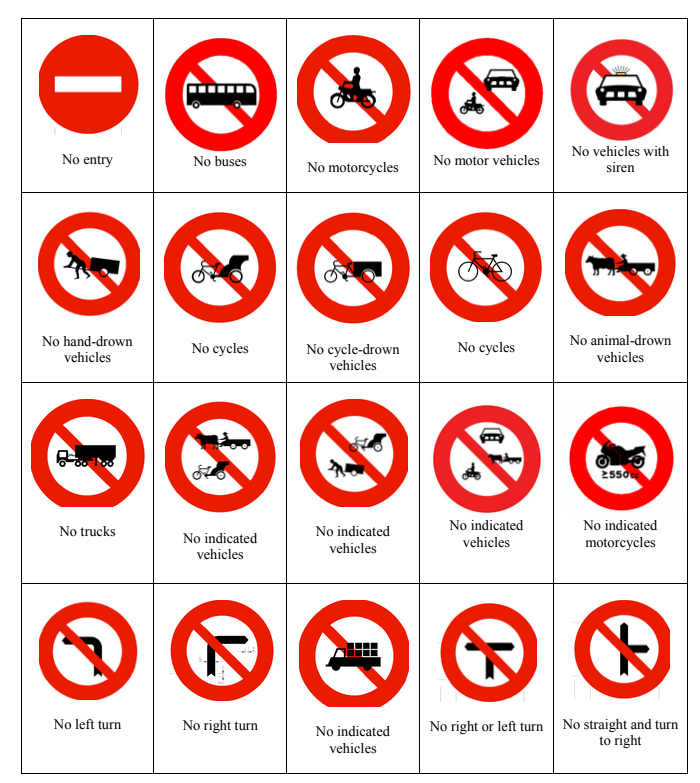 No entry
No buses
No motorcycles
No motor vehicles
No vehicles with
siren
No hand-drown
vehicles
No cycles
No cycle-drown
vehicles
No cycles
No animal-drown
vehicles
No trucks
No indicated
vehicles
No indicated
vehicles
No indicated
vehicles
≥550cc
No indicated
motorcycles
No left turn
No right turn
No indicated
vehicles
No right or left turn
No straight and turn
to right